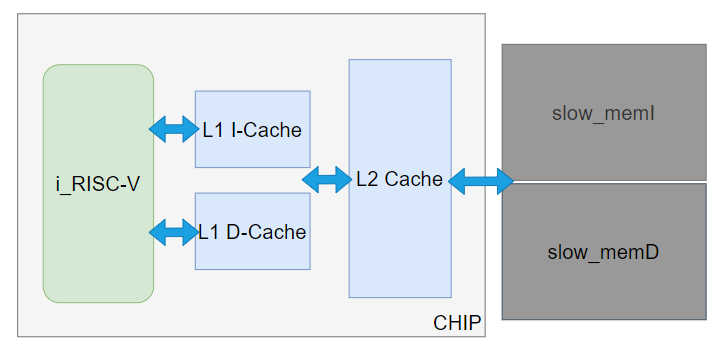 i_RISC-V
L1 I-Cache
L1 D-Cache
L2 Cache
slow_memI
slow_memD
CHIP